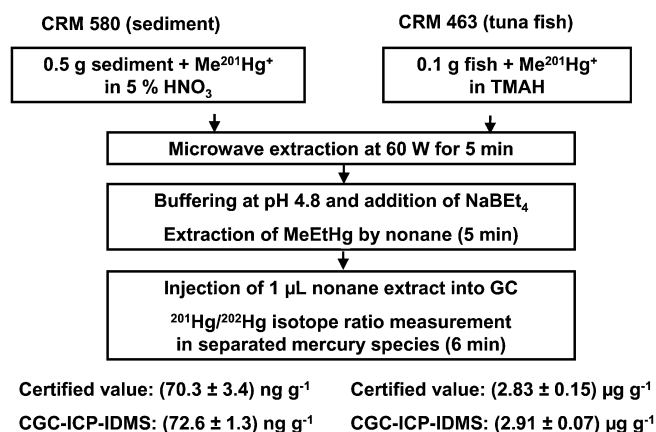 CRM 580 (sediment)
CRM 463 (tuna fish)
0.5 g sediment + Me²⁰¹Hg⁺
in 5 % HNO₃
0.1 g fish + Me²⁰¹Hg⁺
in TMAH
Microwave extraction at 60 W for 5 min
Buffering at pH 4.8 and addition of NaBEt₄
Extraction of MeEtHg by nonane (5 min)
Injection of 1 µL nonane extract into GC
²⁰¹Hg/²⁰²Hg isotope ratio measurement
in separated mercury species (6 min)
Certified value: (70.3 ± 3.4) ng g⁻¹
CGC-ICP-IDMS: (72.6 ± 1.3) ng g⁻¹
Certified value: (2.83 ± 0.15) µg g⁻¹
CGC-ICP-IDMS: (2.91 ± 0.07) µg g⁻¹